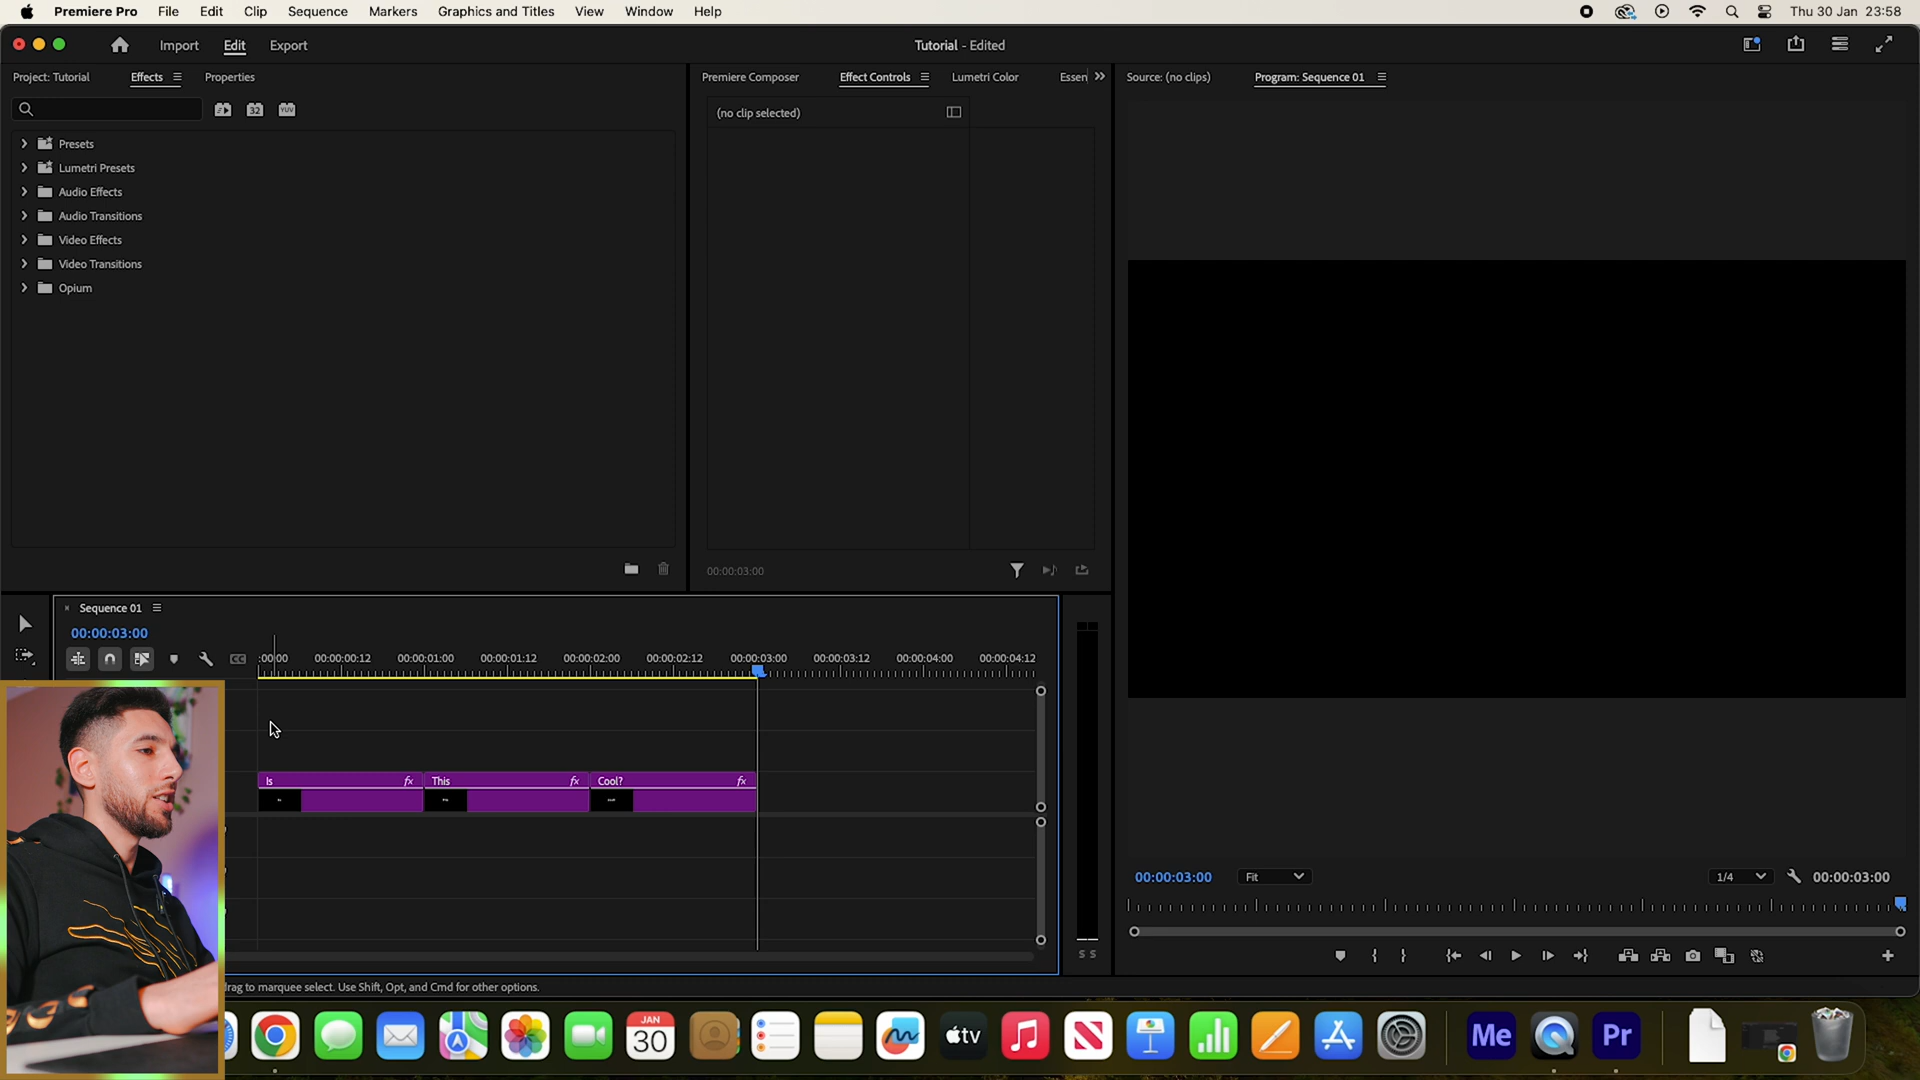 Premiere Pro File Edit Clip Sequence Markers Graphics and Titles View Window Help Thu 30 Jan 23:58
Import Edit Export Tutorial - Edited
Project: Tutorial Effects Properties Premiere Composer Effect Controls Lumetri Color Essen Source: (no clips) Program: Sequence 01
32 YUV
(no clip selected)
Presets
Lumetri Presets
Audio Effects
Audio Transitions
Video Effects
Video Transitions
Opium
00:00:03:00
Sequence 01
00:00:03:00
CC :00:00 00:00:00:12 00:00:01:00 00:00:01:12 00:00:02:00 00:00:02:12 00:00:03:00 00:00:03:12 00:00:04:00 00:00:04:12
Is fx This fx Cool? fx
00:00:03:00 Fit 1/4 00:00:03:00
S S
drag to marquee select. Use Shift, Opt, and Cmd for other options.
JAN
30
tv
Me Pr